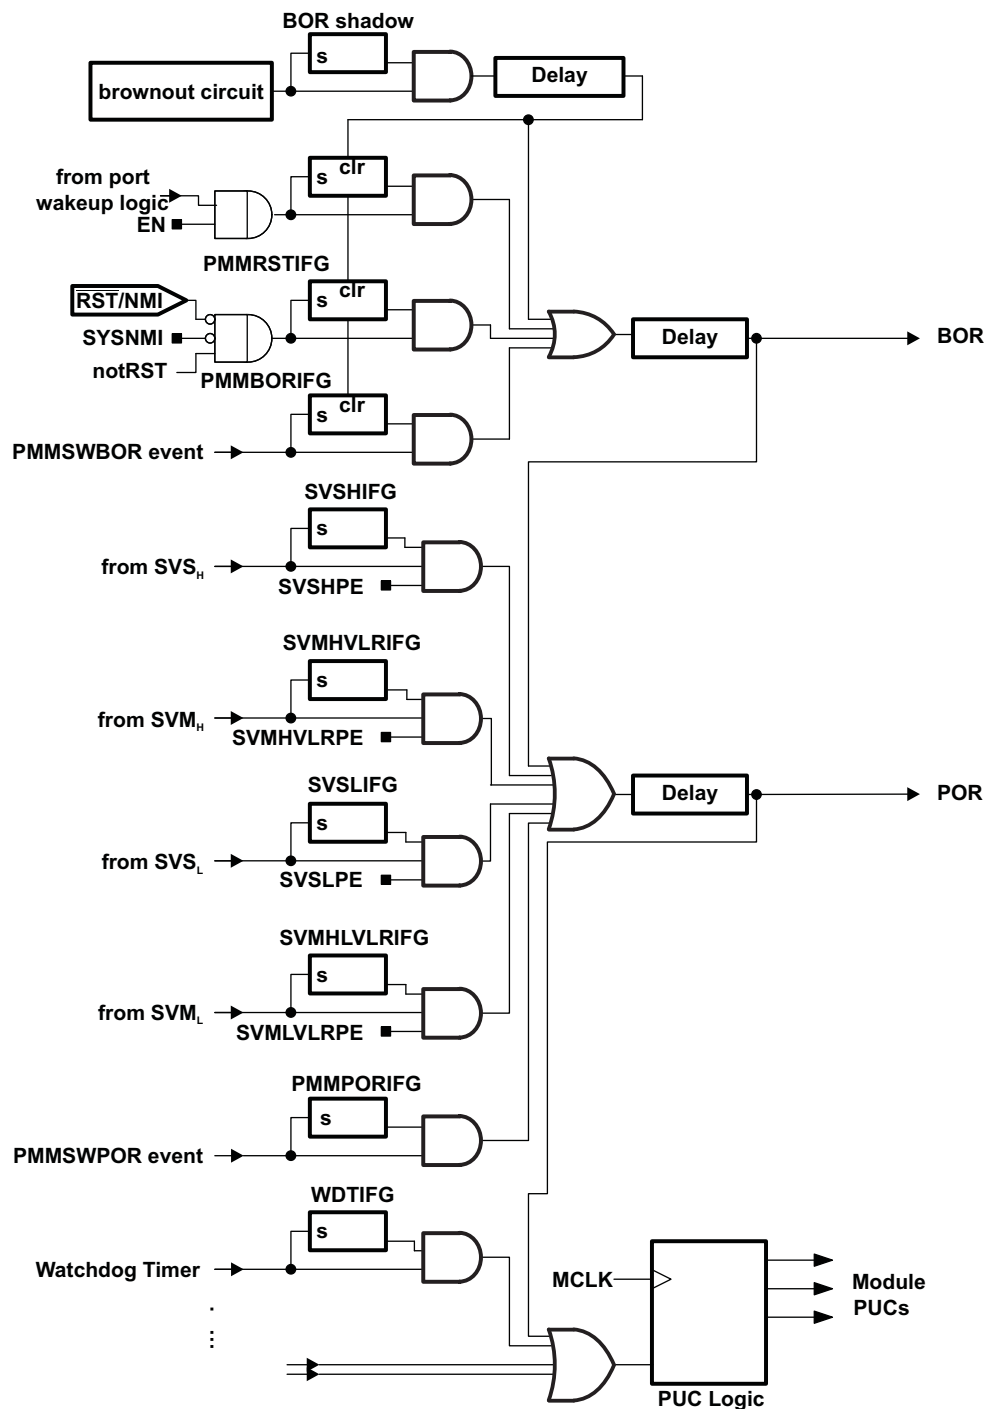 BOR shadow
s
brownout circuit
Delay
clr
s
from port
wakeup logic
EN
PMMRSTIFG
clr
s
RST/NMI
SYSNMI
notRST
PMMBORIFG
Delay
BOR
clr
s
PMMSWBOR event
SVSHIFG
s
from SVSH
SVSHPE
SVMHVLRIFG
s
from SVMH
SVMHVLRPE
SVSLIFG
s
from SVSL
SVSLPE
Delay
POR
SVMHLVLRIFG
s
from SVML
SVMLVLRPE
PMMPORIFG
s
PMMSWPOR event
WDTIFG
s
Watchdog Timer
MCLK
Module
PUCs
PUC Logic